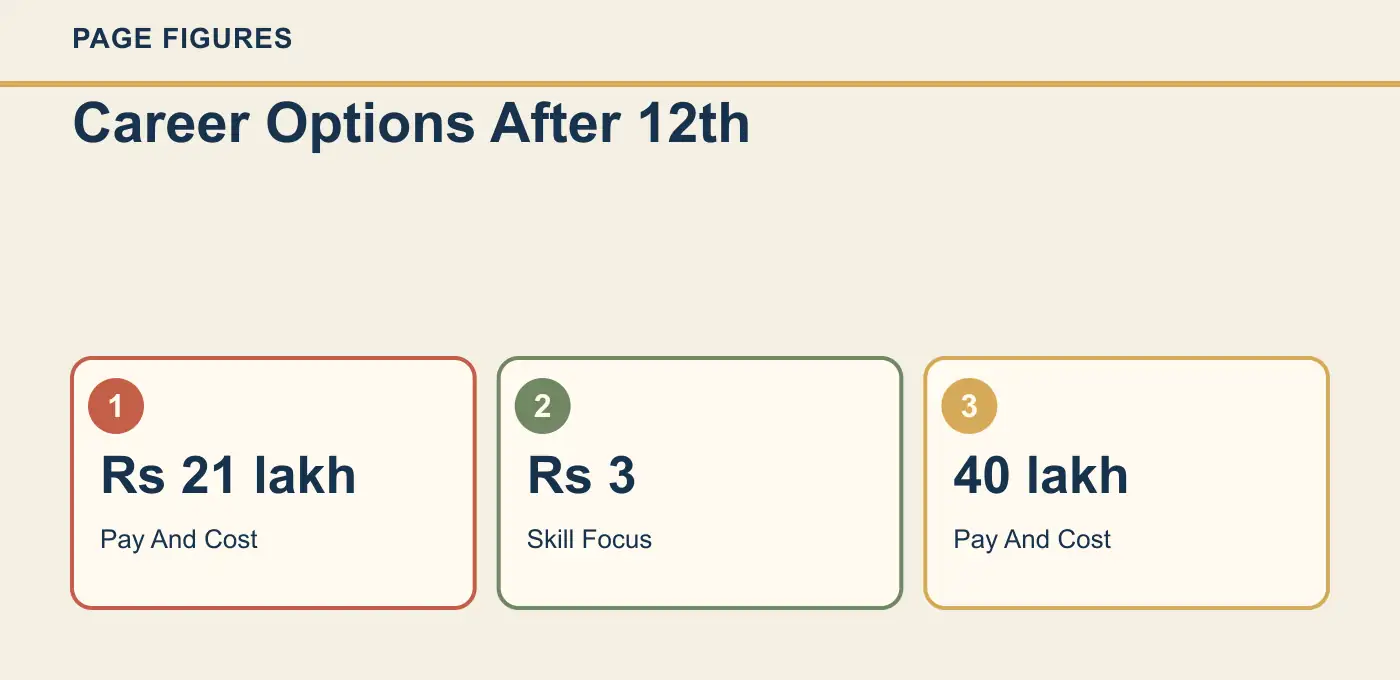 PAGE FIGURES
Career Options After 12th
1
Rs 21 lakh
Pay And Cost
2
Rs 3
Skill Focus
3
40 lakh
Pay And Cost